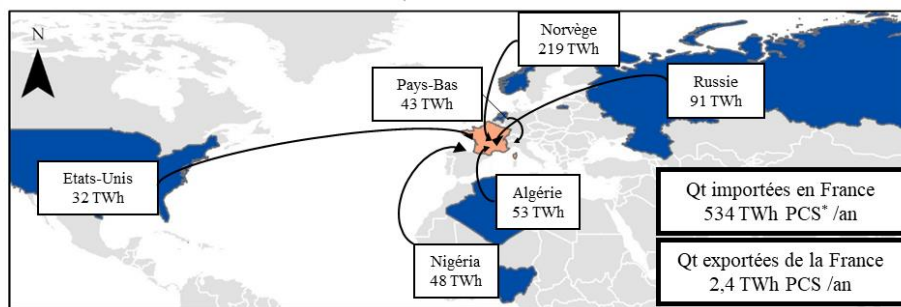 N
Norvège
219 TWh
Pays-Bas
43 TWh
Russie
91 TWh
Etats-Unis
32 TWh
Algérie
53 TWh
Nigéria
48 TWh
Qt importées en France
534 TWh PCS* /an
Qt exportées de la France
2,4 TWh PCS /an